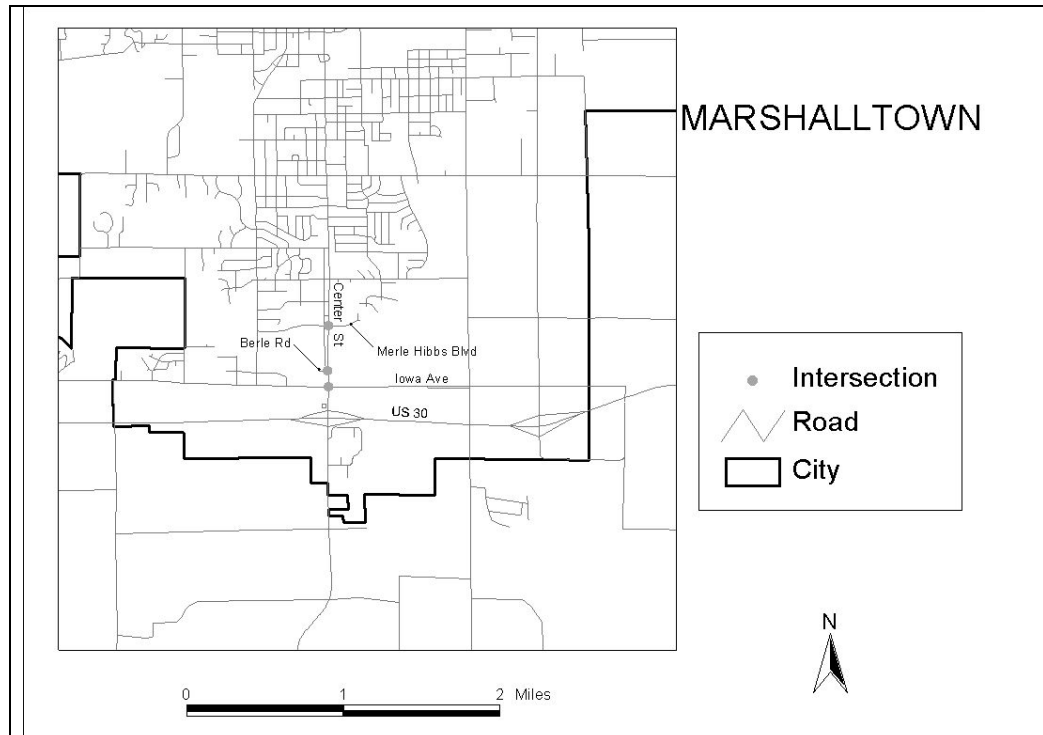 MARSHALLTOWN
Center St
Berle Rd
Merle Hibbs Blvd
Iowa Ave
US 30
Intersection
Road
City
N
0 1 2 Miles